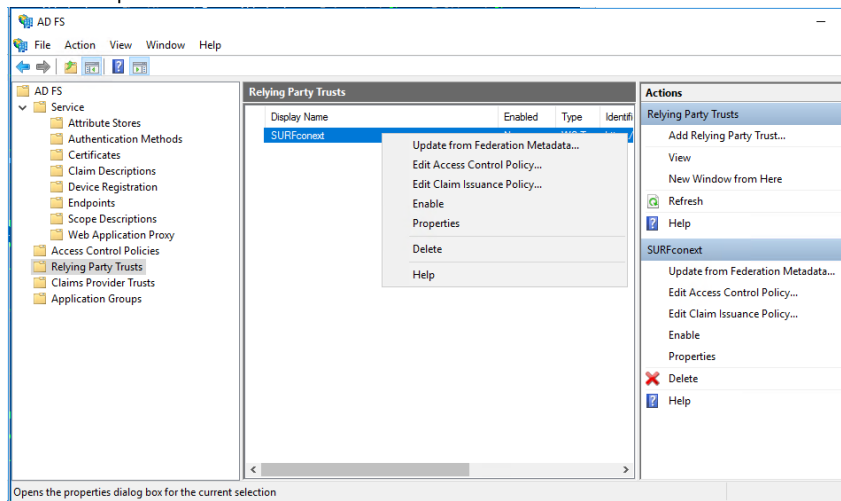 AD FS
File Action View Window Help
AD FS
Service
Attribute Stores
Authentication Methods
Certificates
Claim Descriptions
Device Registration
Endpoints
Scope Descriptions
Web Application Proxy
Access Control Policies
Relying Party Trusts
Claims Provider Trusts
Application Groups
Relying Party Trusts
Display Name Enabled Type Identifi
SURFconext
Update from Federation Metadata...
Edit Access Control Policy...
Edit Claim Issuance Policy...
Enable
Properties
Delete
Help
Actions
Relying Party Trusts
Add Relying Party Trust...
View
New Window from Here
Refresh
Help
SURFconext
Update from Federation Metadata...
Edit Access Control Policy...
Edit Claim Issuance Policy...
Enable
Properties
Delete
Help
Opens the properties dialog box for the current selection